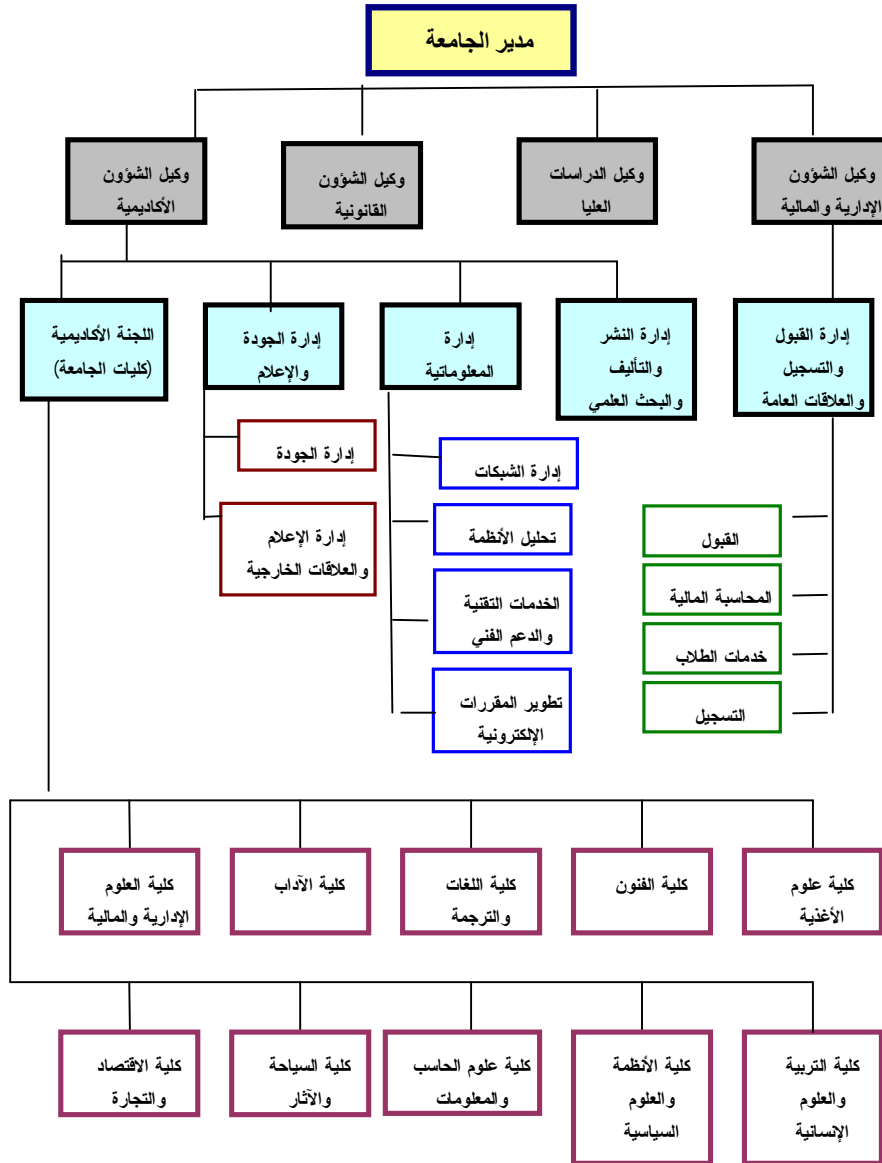 مدير الجامعة
وكيل الشؤون
الإدارية والمالية
وكيل الدراسات
العليا
وكيل الشؤون
القانونية
وكيل الشؤون
الأكاديمية
إدارة القبول
والتسجيل
والعلاقات العامة
إدارة النشر
والتأليف
والبحث العلمي
إدارة
المعلوماتية
إدارة الجودة
والإعلام
اللجنة الأكاديمية
(كليات الجامعة)
القبول
المحاسبة المالية
خدمات الطلاب
التسجيل
إدارة الشبكات
تحليل الأنظمة
الخدمات التقنية
والدعم الفني
تطوير المقررات
الإلكترونية
إدارة الجودة
إدارة الإعلام
والعلاقات الخارجية
كلية علوم
الأغذية
كلية الفنون
كلية اللغات
والترجمة
كلية الآداب
كلية العلوم
الإدارية والمالية
كلية التربية
والعلوم
الإنسانية
كلية الأنظمة
والعلوم
السياسية
كلية علوم الحاسب
والمعلومات
كلية السياحة
والآثار
كلية الاقتصاد
والتجارة